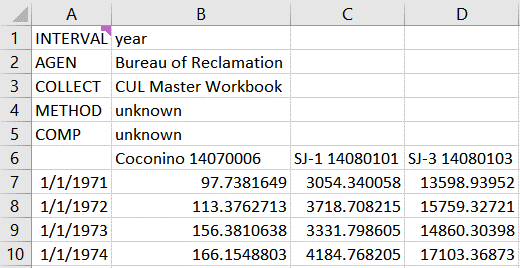 A B C D
1 INTERVAL year
2 AGEN Bureau of Reclamation
3 COLLECT CUL Master Workbook
4 METHOD unknown
5 COMP unknown
6 Coconino 14070006 SJ-1 14080101 SJ-3 14080103
7 1/1/1971 97.7381649 3054.340058 13598.93952
8 1/1/1972 113.3762713 3718.708215 15759.32721
9 1/1/1973 156.3810638 3331.798605 14860.30398
10 1/1/1974 166.1548803 4184.768205 17103.36873